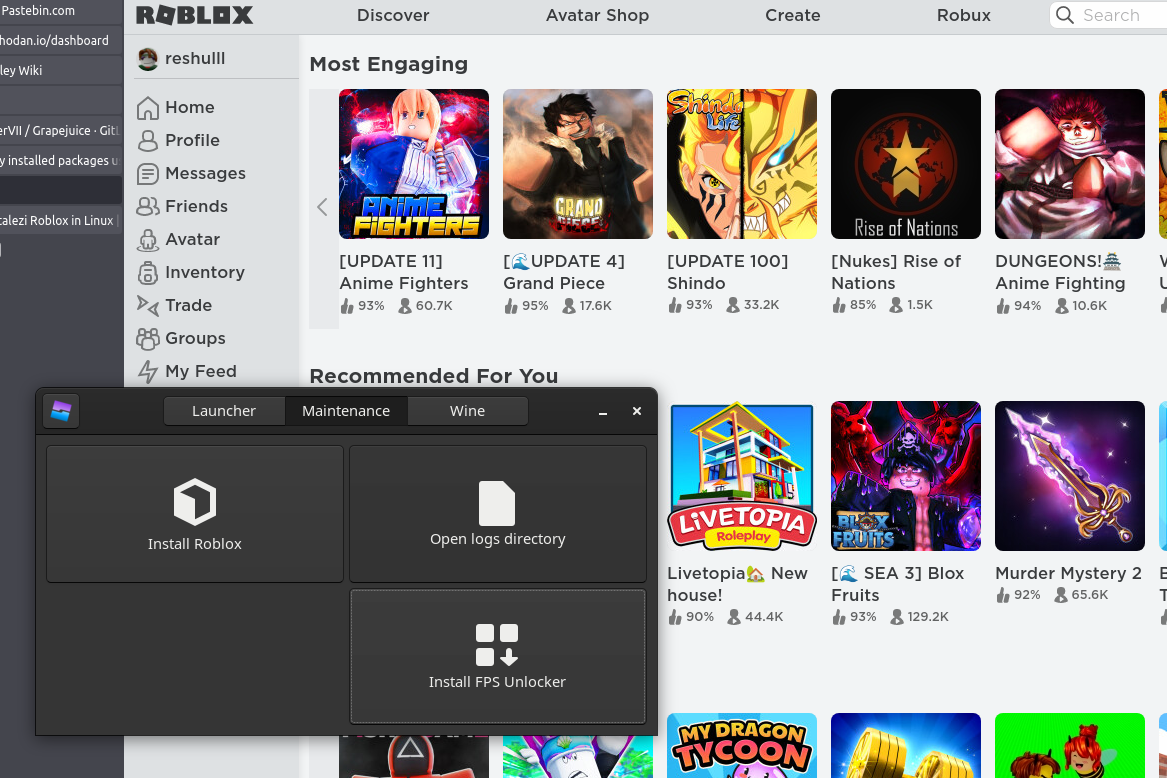 Pastebin.com
hodan.io/dashboard
ley Wiki
erVII / Grapejuice · GitL
y installed packages u
talezi Roblox in Linux |
ROBLOX
Discover
Avatar Shop
Create
Robux
Search
reshulll
Home
Profile
Messages
Friends
Avatar
Inventory
Trade
Groups
My Feed
Most Engaging
ANIME
FIGHTERS
GRAND
PIECE
Shindo
Life
Rise of Nations
[UPDATE 11]
Anime Fighters
93% 60.7K
[🌊UPDATE 4]
Grand Piece
95% 17.6K
[UPDATE 100]
Shindo
93% 33.2K
[Nukes] Rise of
Nations
85% 1.5K
DUNGEONS!🏯
Anime Fighting
94% 10.6K
Recommended For You
LIVETOPIA
Roleplay
BLOX
FRUITS
Livetopia🏡 New
house!
90% 44.4K
[🌊 SEA 3] Blox
Fruits
93% 129.2K
Murder Mystery 2
92% 65.6K
MY DRAGON
TYCOON
Launcher
Maintenance
Wine
Install Roblox
Open logs directory
Install FPS Unlocker